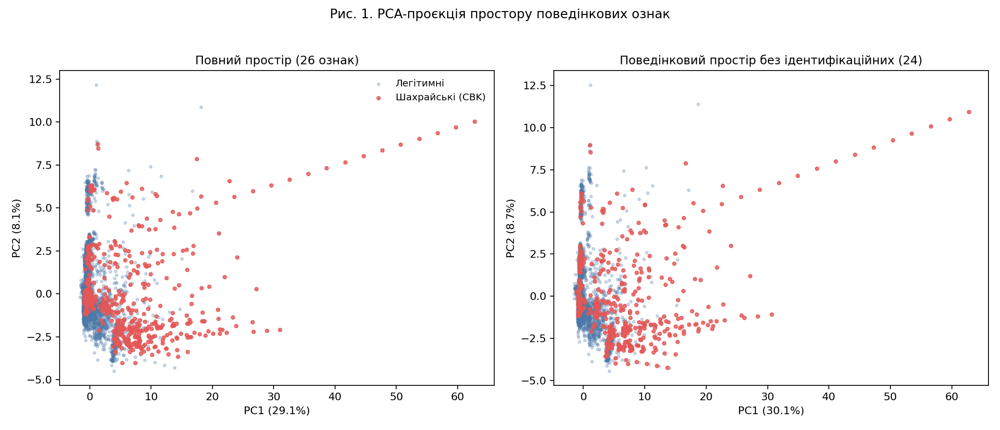 Рис. 1. PCA-проєкція простору поведінкових ознак
Повний простір (26 ознак)
Легітимні
Шахрайські (CBK)
12.5
10.0
7.5
5.0
2.5
0.0
−2.5
−5.0
PC2 (8.1%)
0 10 20 30 40 50 60
PC1 (29.1%)
Поведінковий простір без ідентифікаційних (24)
12.5
10.0
7.5
5.0
2.5
0.0
−2.5
−5.0
PC2 (8.7%)
0 10 20 30 40 50 60
PC1 (30.1%)